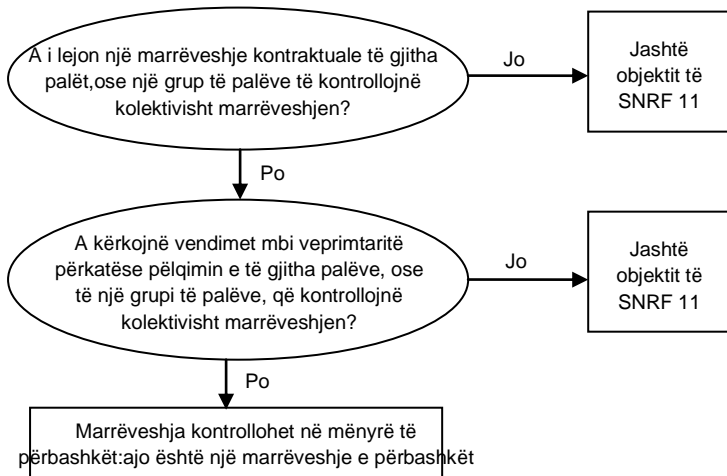 A i lejon një marrëveshje kontraktuale të gjitha
palët,ose një grup të palëve të kontrollojnë
kolektivisht marrëveshjen?
Jo
Jashtë
objektit të
SNRF 11
Po
A kërkojnë vendimet mbi veprimtaritë
përkatëse pëlqimin e të gjitha palëve, ose
të një grupi të palëve, që kontrollojnë
kolektivisht marrëveshjen?
Jo
Jashtë
objektit të
SNRF 11
Po
Marrëveshja kontrollohet në mënyrë të
përbashkët:ajo është një marrëveshje e përbashkët